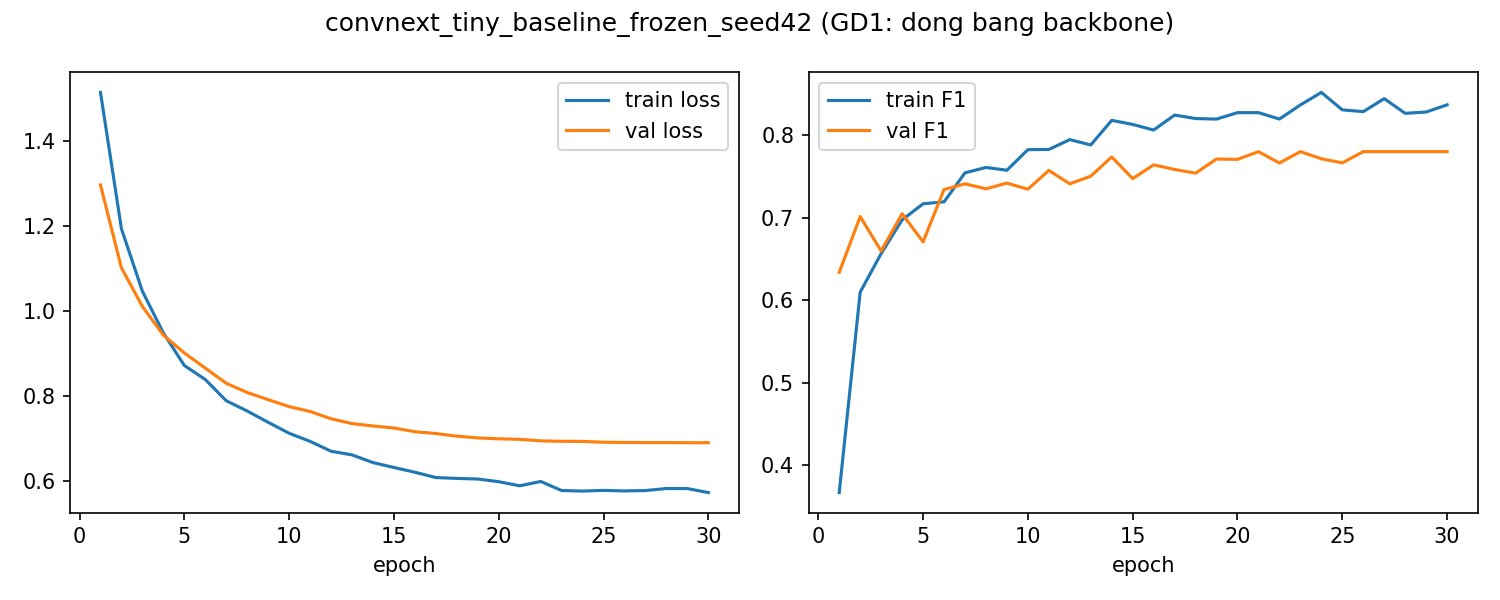 convnext_tiny_baseline_frozen_seed42 (GD1: dong bang backbone)
train loss
val loss
1.4
1.2
1.0
0.8
0.6
0 5 10 15 20 25 30
epoch
train F1
val F1
0.8
0.7
0.6
0.5
0.4
0 5 10 15 20 25 30
epoch